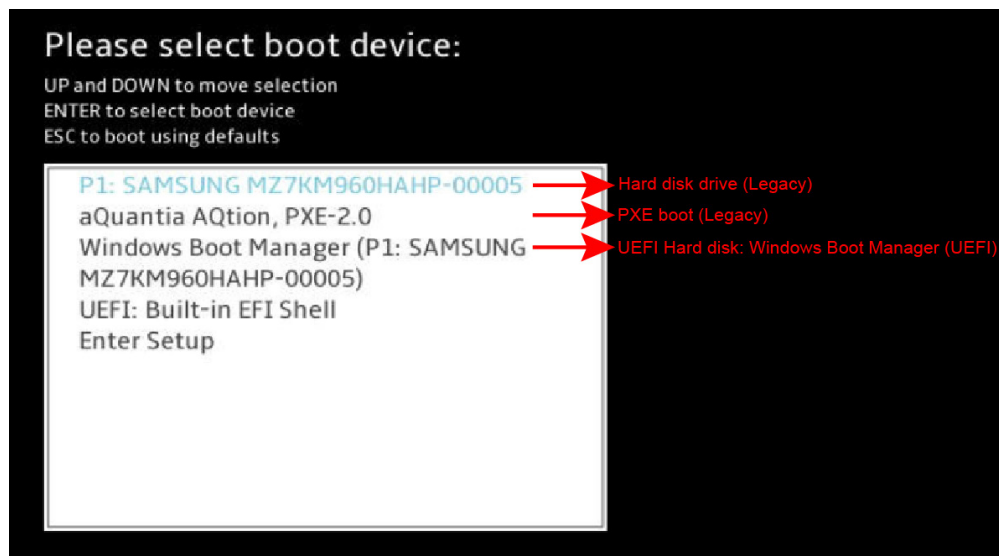 Please select boot device:
UP and DOWN to move selection
ENTER to select boot device
ESC to boot using defaults
P1: SAMSUNG MZ7KM960HAHP-00005
Hard disk drive (Legacy)
aQuantia AQtion, PXE-2.0
PXE boot (Legacy)
Windows Boot Manager (P1: SAMSUNG
UEFI Hard disk: Windows Boot Manager (UEFI)
MZ7KM960HAHP-00005)
UEFI: Built-in EFI Shell
Enter Setup